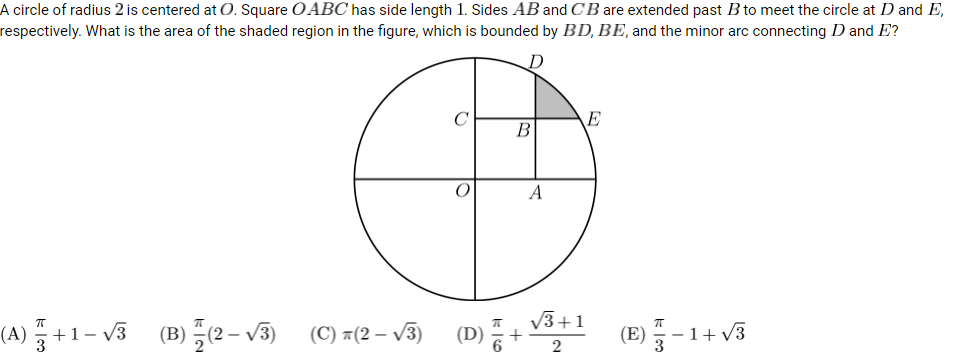 A circle of radius 2 is centered at O. Square OABC has side length 1. Sides AB and CB are extended past B to meet the circle at D and E,
respectively. What is the area of the shaded region in the figure, which is bounded by BD, BE, and the minor arc connecting D and E?
D
C
B
E
O
A
(A) π/3 + 1 − √3 (B) π/2 (2 − √3) (C) π(2 − √3) (D) π/6 + (√3 + 1)/2 (E) π/3 − 1 + √3